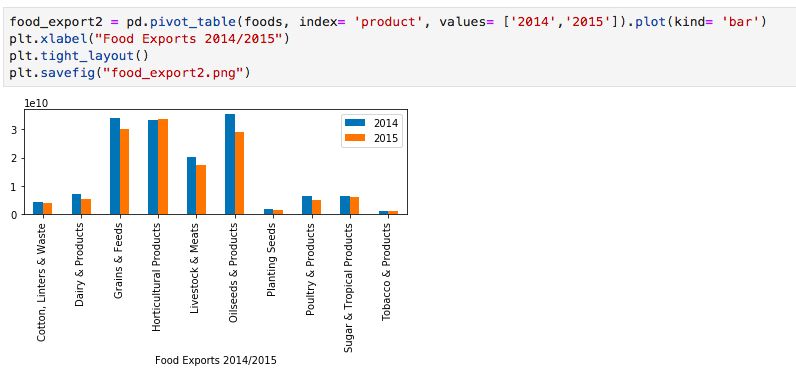 food_export2 = pd.pivot_table(foods, index= 'product', values= ['2014','2015']).plot(kind= 'bar')
plt.xlabel("Food Exports 2014/2015")
plt.tight_layout()
plt.savefig("food_export2.png")
1e10
2014
2015
3
2
1
0
Cotton, Linters & Waste
Dairy & Products
Grains & Feeds
Horticultural Products
Livestock & Meats
Oilseeds & Products
Planting Seeds
Poultry & Products
Sugar & Tropical Products
Tobacco & Products
Food Exports 2014/2015